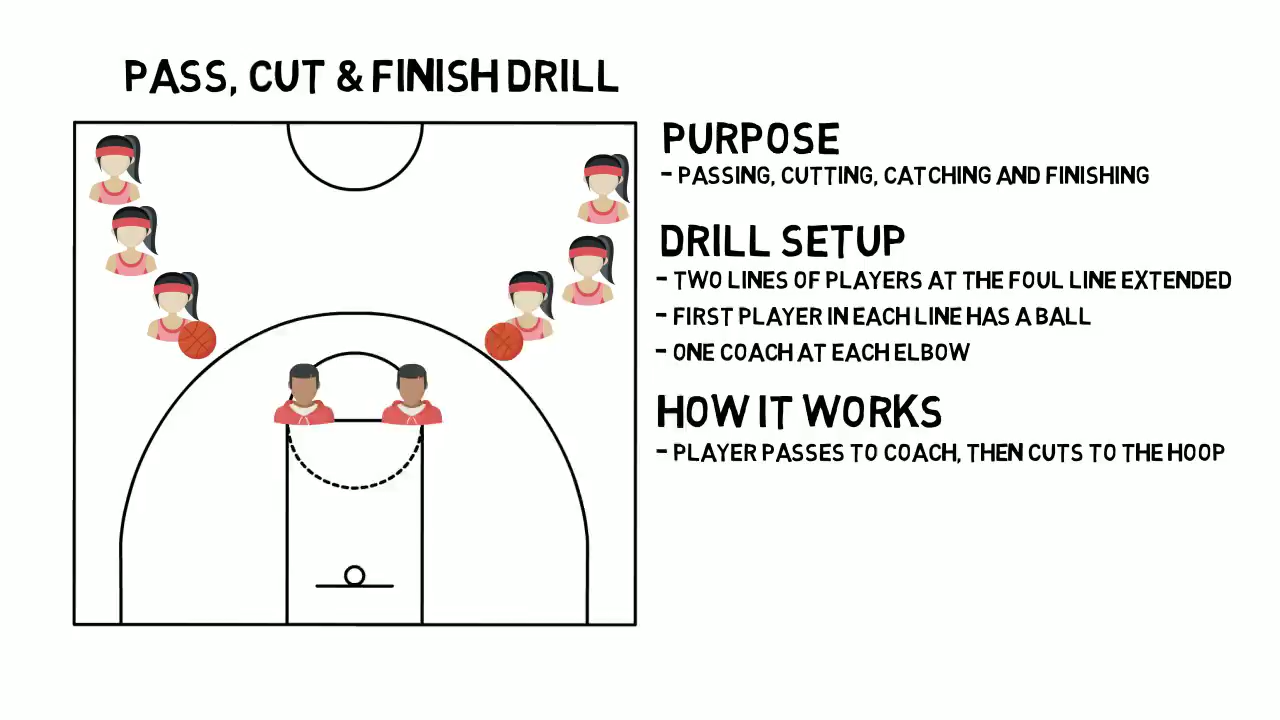 PASS, CUT & FINISH DRILL
PURPOSE
- PASSING, CUTTING, CATCHING AND FINISHING
DRILL SETUP
- TWO LINES OF PLAYERS AT THE FOUL LINE EXTENDED
- FIRST PLAYER IN EACH LINE HAS A BALL
- ONE COACH AT EACH ELBOW
HOW IT WORKS
- PLAYER PASSES TO COACH, THEN CUTS TO THE HOOP